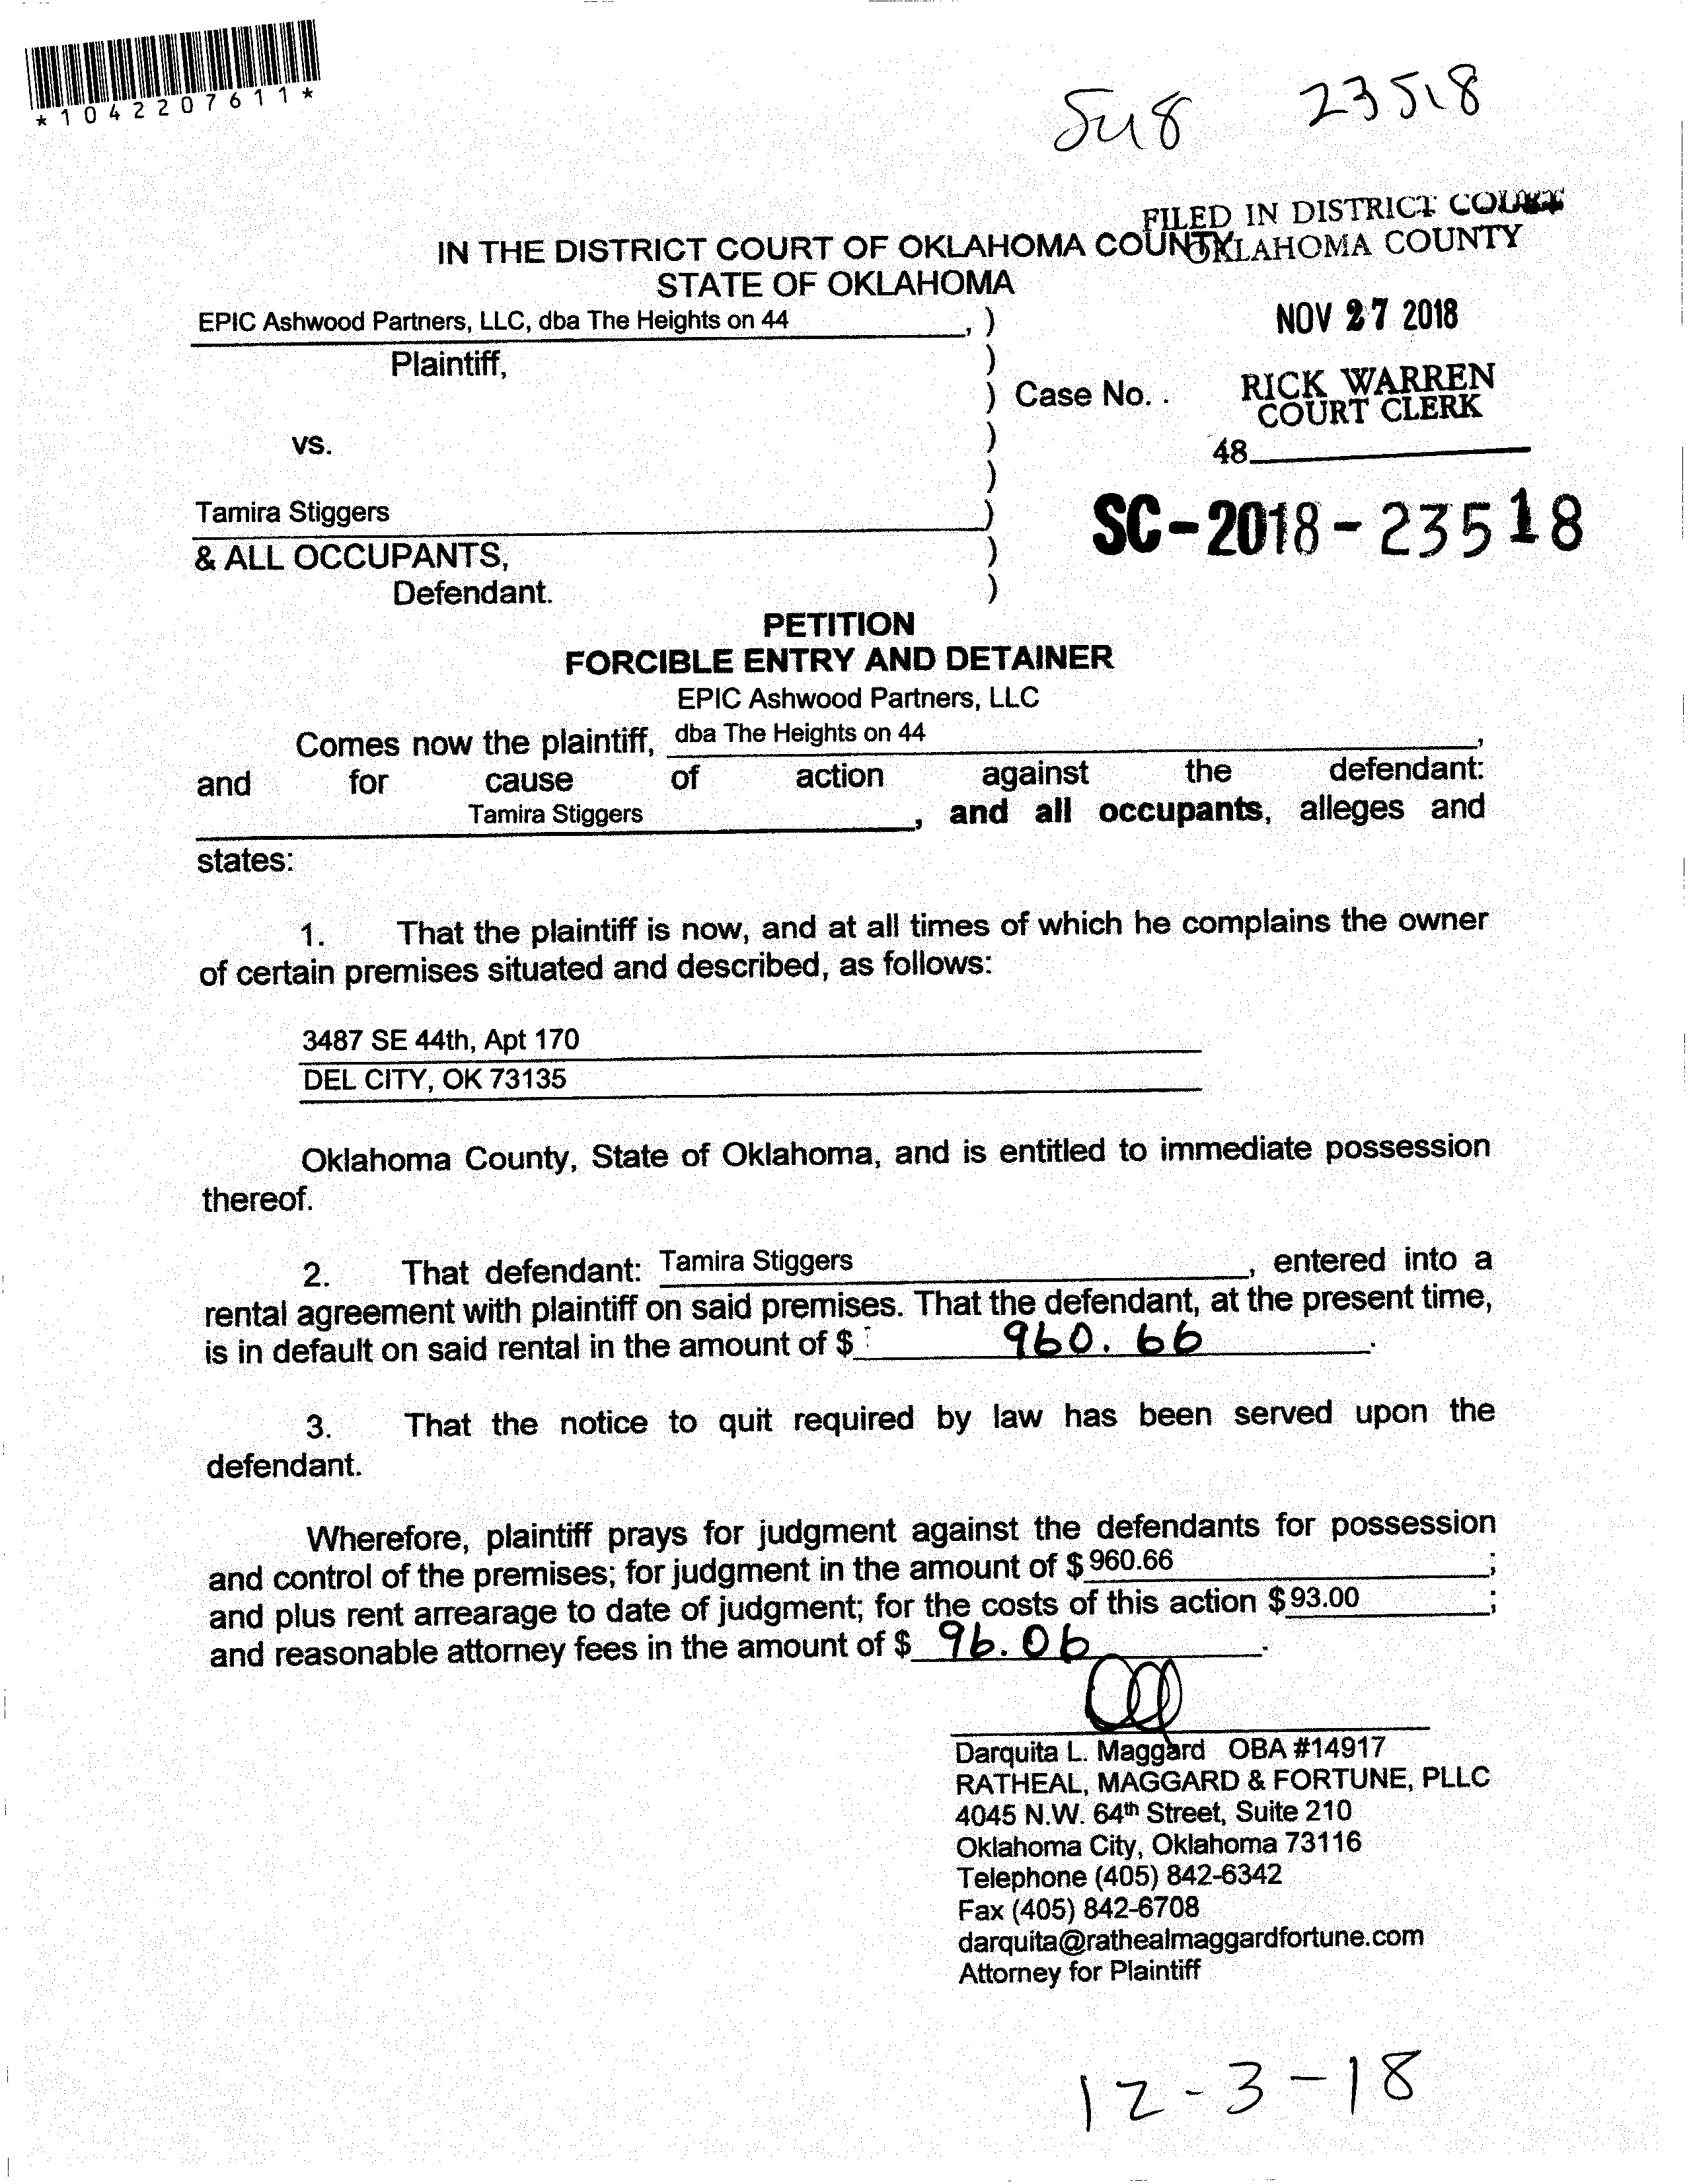 *1042207611*
23518
FILED IN DISTRICT COURT
IN THE DISTRICT COURT OF OKLAHOMA COUNTY
OKLAHOMA COUNTY
STATE OF OKLAHOMA
EPIC Ashwood Partners, LLC, dba The Heights on 44, )
NOV 27 2018
Plaintiff, )
) Case No. .
RICK WARREN
COURT CLERK
vs. )
48
)
Tamira Stiggers )
SC-2018-23518
& ALL OCCUPANTS, )
Defendant. )
PETITION
FORCIBLE ENTRY AND DETAINER
EPIC Ashwood Partners, LLC
Comes now the plaintiff, dba The Heights on 44,
and for cause of action against the defendant:
Tamira Stiggers, and all occupants, alleges and
states:
1. That the plaintiff is now, and at all times of which he complains the owner
of certain premises situated and described, as follows:
3487 SE 44th, Apt 170
DEL CITY, OK 73135
Oklahoma County, State of Oklahoma, and is entitled to immediate possession
thereof.
2. That defendant: Tamira Stiggers, entered into a
rental agreement with plaintiff on said premises. That the defendant, at the present time,
is in default on said rental in the amount of $ 960.66.
3. That the notice to quit required by law has been served upon the
defendant.
Wherefore, plaintiff prays for judgment against the defendants for possession
and control of the premises; for judgment in the amount of $ 960.66;
and plus rent arrearage to date of judgment; for the costs of this action $ 93.00;
and reasonable attorney fees in the amount of $ 96.06.
Darquita L. Maggard OBA #14917
RATHEAL, MAGGARD & FORTUNE, PLLC
4045 N.W. 64th Street, Suite 210
Oklahoma City, Oklahoma 73116
Telephone (405) 842-6342
Fax (405) 842-6708
darquita@rathealmaggardfortune.com
Attorney for Plaintiff
12-3-18